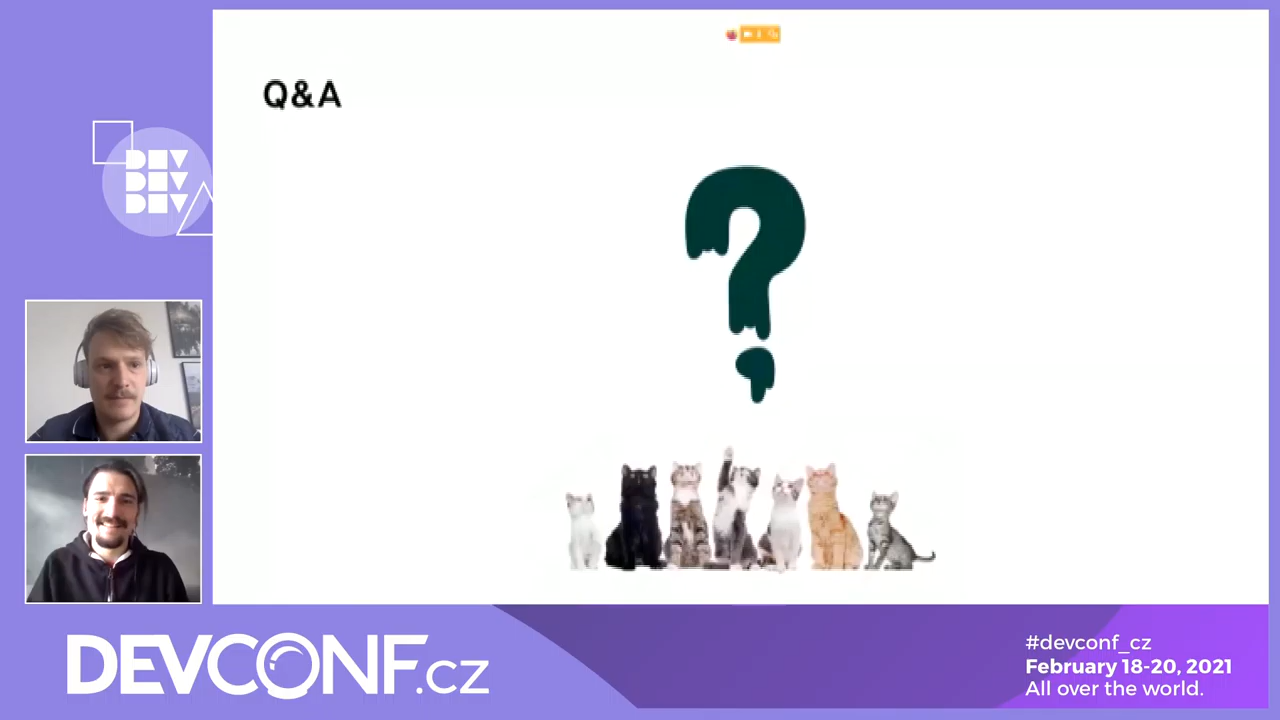 Q&A
?
DEV
DEV
DEV
DEVCONF.cz
#devconf_cz
February 18-20, 2021
All over the world.